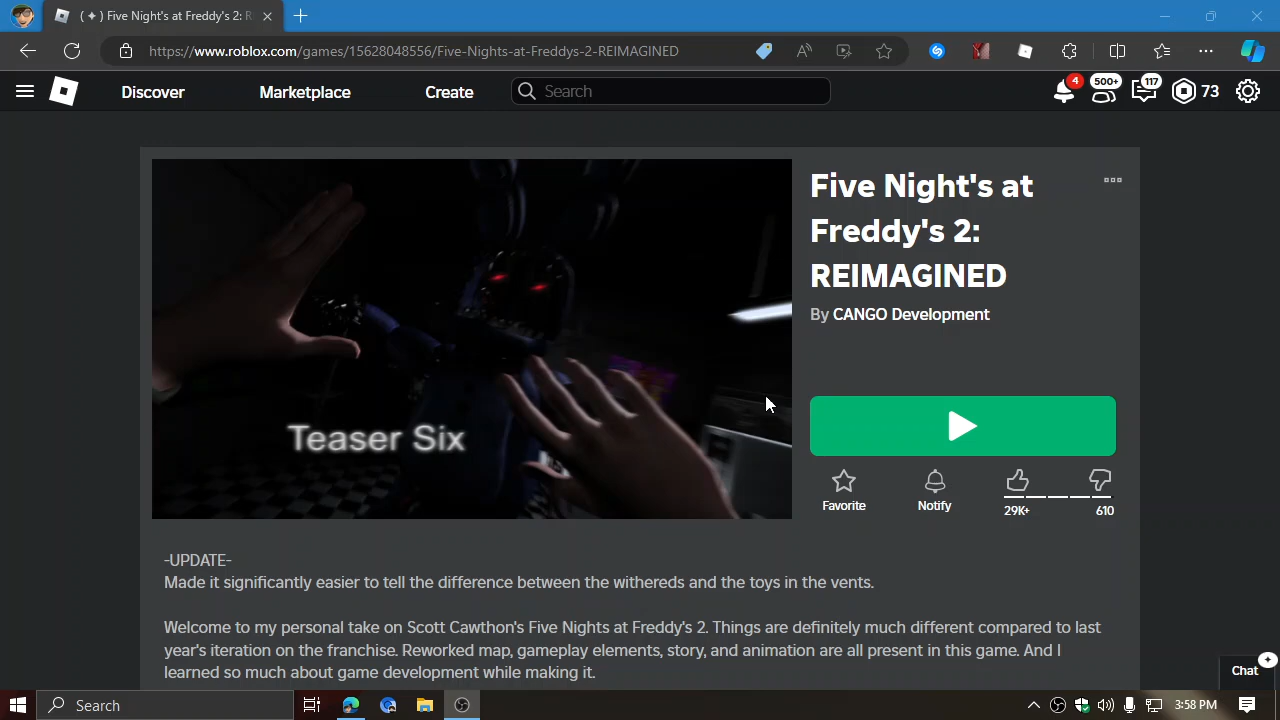 ( ✦ ) Five Night's at Freddy's 2: R
https://www.roblox.com/games/15628048556/Five-Nights-at-Freddys-2-REIMAGINED
Discover
Marketplace
Create
Search
4
500+
117
73
Five Night's at
Freddy's 2:
REIMAGINED
By CANGO Development
Teaser Six
Favorite
Notify
29K+
610
-UPDATE-
Made it significantly easier to tell the difference between the withereds and the toys in the vents.
Welcome to my personal take on Scott Cawthon's Five Nights at Freddy's 2. Things are definitely much different compared to last
year's iteration on the franchise. Reworked map, gameplay elements, story, and animation are all present in this game. And I
learned so much about game development while making it.
Chat
Search
3:58 PM